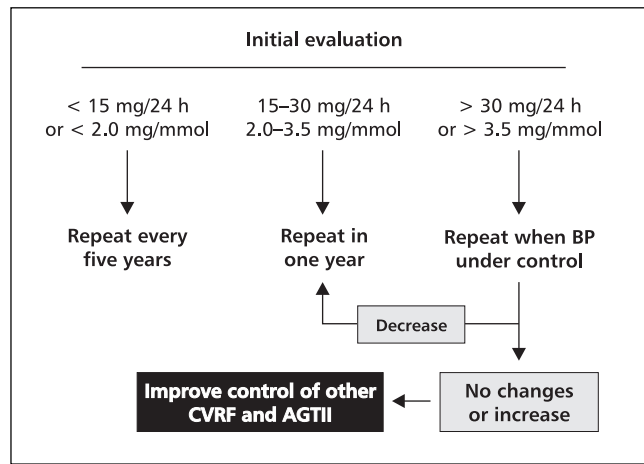 Initial evaluation
< 15 mg/24 h
or < 2.0 mg/mmol
15–30 mg/24 h
2.0–3.5 mg/mmol
> 30 mg/24 h
or > 3.5 mg/mmol
Repeat every
five years
Repeat in
one year
Repeat when BP
under control
Decrease
Improve control of other
CVRF and AGTII
No changes
or increase